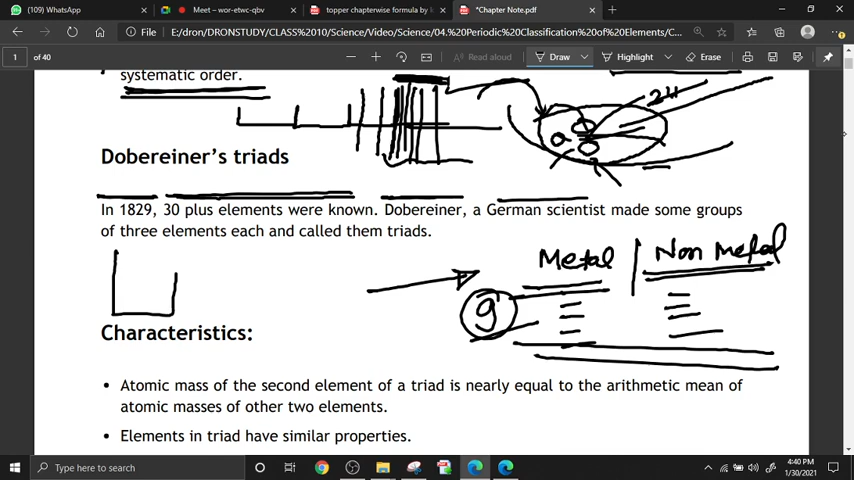 (109) WhatsApp
Meet – wor-etwc-qbv
topper chapterwise formula by k
*Chapter Note.pdf
File
E:/dron/DRONSTUDY/CLASS%2010/Science/Video/Science/04.%20Periodic%20Classification%20of%20Elements/C...
1
of 40
Read aloud
Draw
Highlight
Erase
systematic order.
Dobereiner's triads
In 1829, 30 plus elements were known. Dobereiner, a German scientist made some groups
of three elements each and called them triads.
Metal
Non Metal
9
Characteristics:
• Atomic mass of the second element of a triad is nearly equal to the arithmetic mean of
atomic masses of other two elements.
• Elements in triad have similar properties.
Type here to search
4:40 PM
1/30/2021